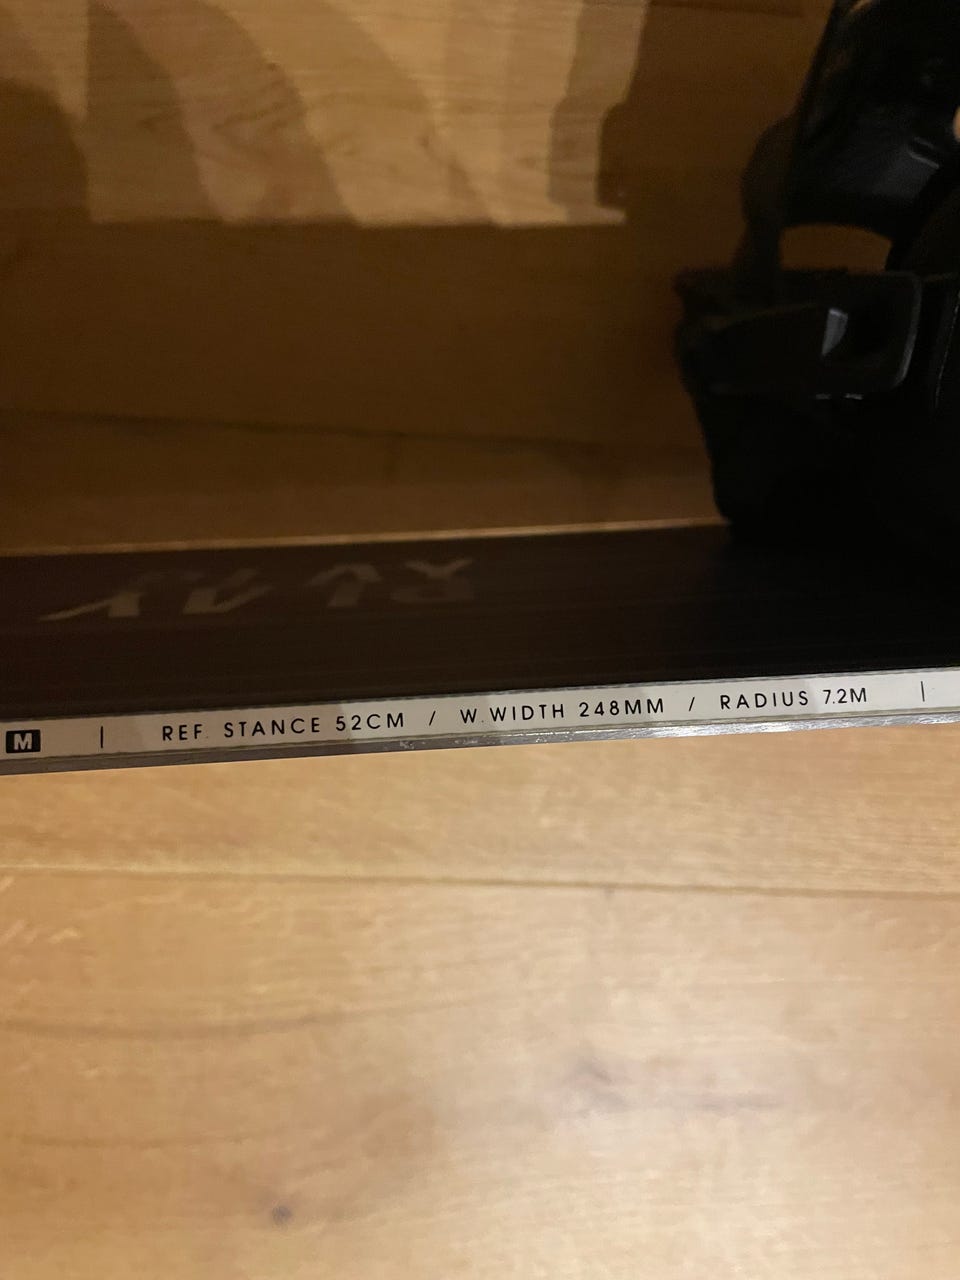 M | REF. STANCE 52CM / W.WIDTH 248MM / RADIUS 7.2M |